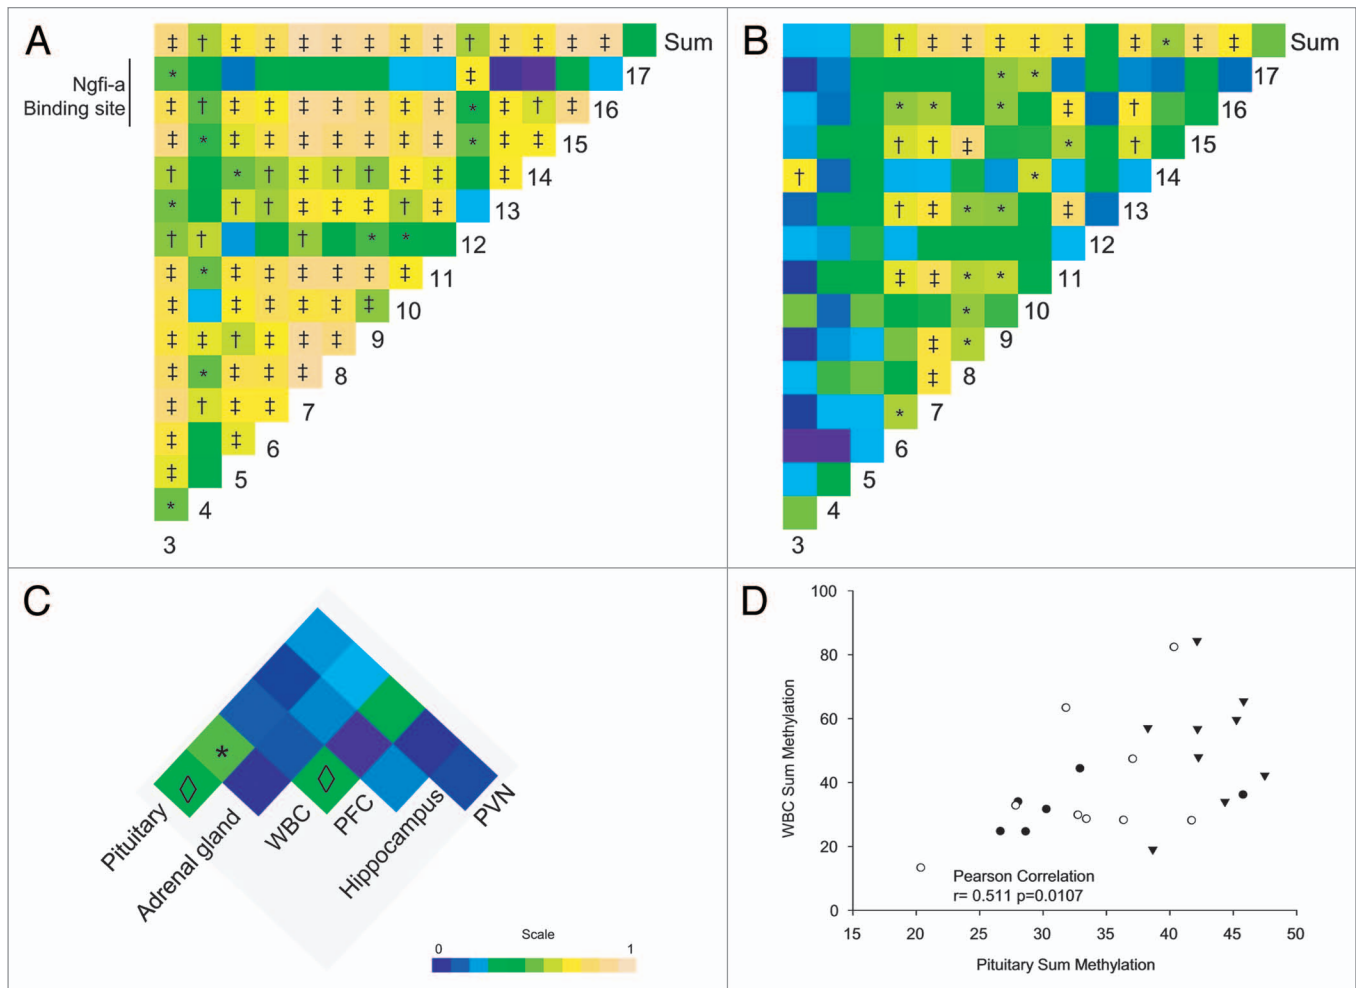 A
‡ † ‡ ‡ ‡ ‡ ‡ ‡ ‡ † ‡ ‡ ‡ ‡ Sum
Ngfi-a
Binding site
* ‡ 17
‡ † ‡ ‡ ‡ ‡ ‡ ‡ ‡ * ‡ † ‡ 16
‡ * ‡ ‡ ‡ ‡ ‡ ‡ ‡ * ‡ ‡ 15
† * † ‡ † † ‡ ‡ ‡ 14
* † † ‡ ‡ ‡ † ‡ 13
† † † * * 12
‡ * ‡ ‡ ‡ ‡ ‡ ‡ 11
‡ ‡ ‡ ‡ ‡ ‡ 10
‡ ‡ † ‡ ‡ ‡ 9
‡ * ‡ ‡ ‡ 8
‡ † ‡ ‡ 7
‡ ‡ 6
‡ 5
* 4
3
B
† ‡ ‡ ‡ ‡ ‡ ‡ * ‡ ‡ Sum
* * 17
* * * ‡ † 16
† † ‡ * † 15
† * 14
† ‡ * * ‡ 13
12
‡ ‡ * * 11
* 10
‡ * 9
‡ 8
* 7
6
5
4
3
C
*
◊ ◊
Pituitary
Adrenal gland
WBC
PFC
Hippocampus
PVN
Scale
0 1
D
WBC Sum Methylation
100
80
60
40
20
0
Pearson Correlation
r= 0.511 p=0.0107
15 20 25 30 35 40 45 50
Pituitary Sum Methylation